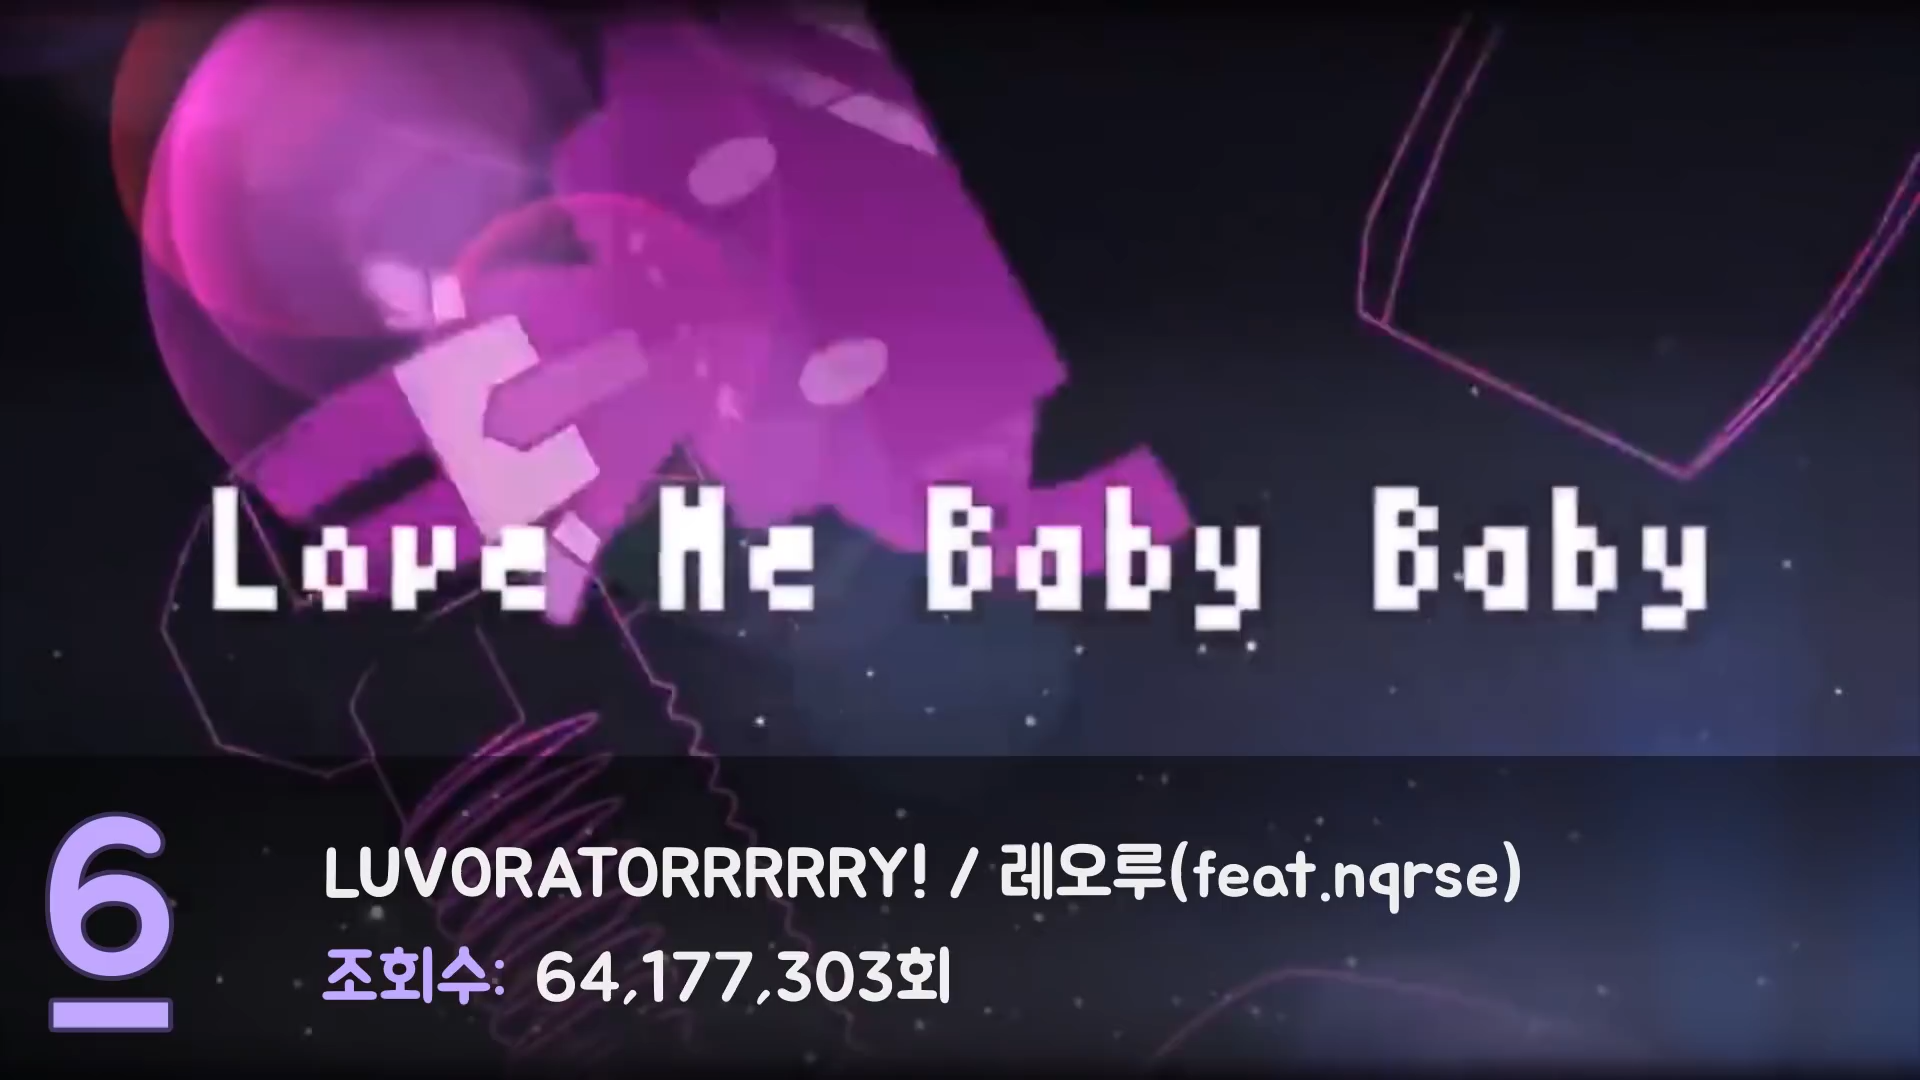 Love Me Baby Baby
6
LUVORATORRRRRY! / 레오루(feat.nqrse)
조회수: 64,177,303회